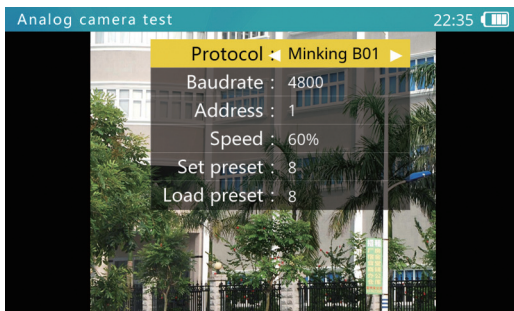 Analog camera test 22:35
Protocol : Minking B01
Baudrate : 4800
Address : 1
Speed : 60%
Set preset : 8
Load preset : 8